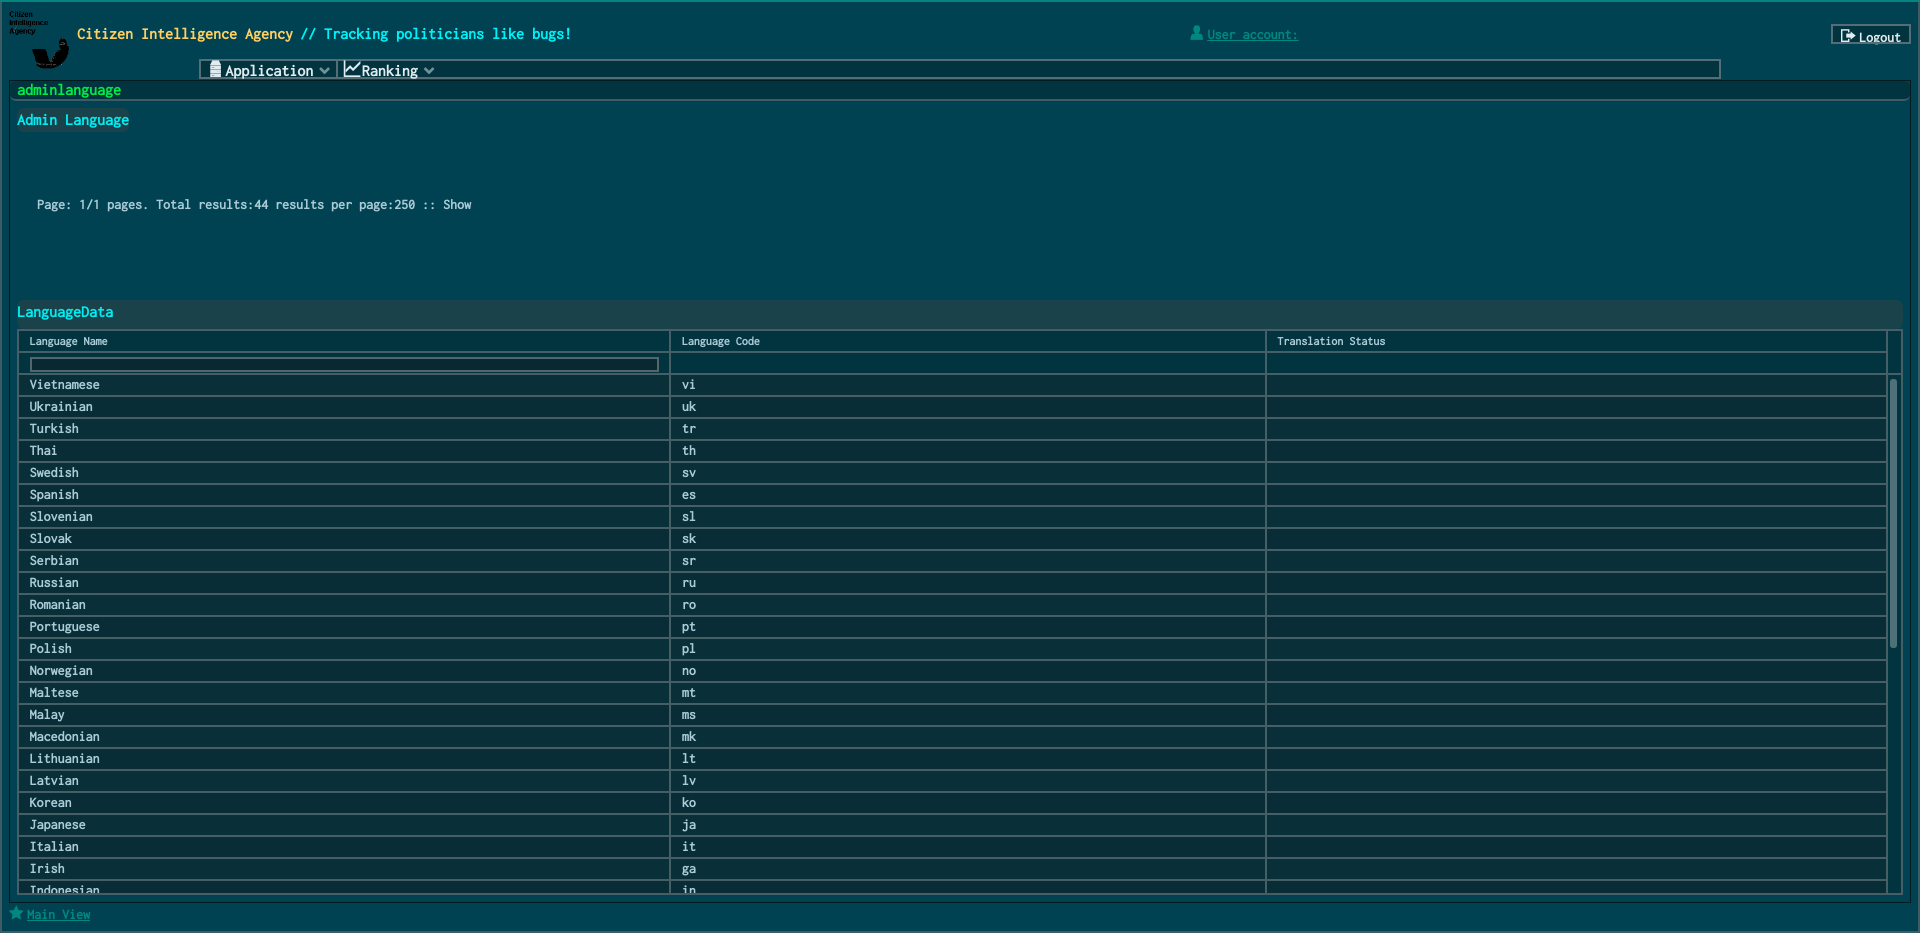 Citizen
Intelligence
Agency
Citizen Intelligence Agency // Tracking politicians like bugs!
User account:
Logout
Application
Ranking
adminlanguage
Admin Language
Page: 1/1 pages. Total results:44 results per page:250 :: Show
LanguageData
Language Name Language Code Translation Status
Vietnamese vi
Ukrainian uk
Turkish tr
Thai th
Swedish sv
Spanish es
Slovenian sl
Slovak sk
Serbian sr
Russian ru
Romanian ro
Portuguese pt
Polish pl
Norwegian no
Maltese mt
Malay ms
Macedonian mk
Lithuanian lt
Latvian lv
Korean ko
Japanese ja
Italian it
Irish ga
Indonesian in
Main View